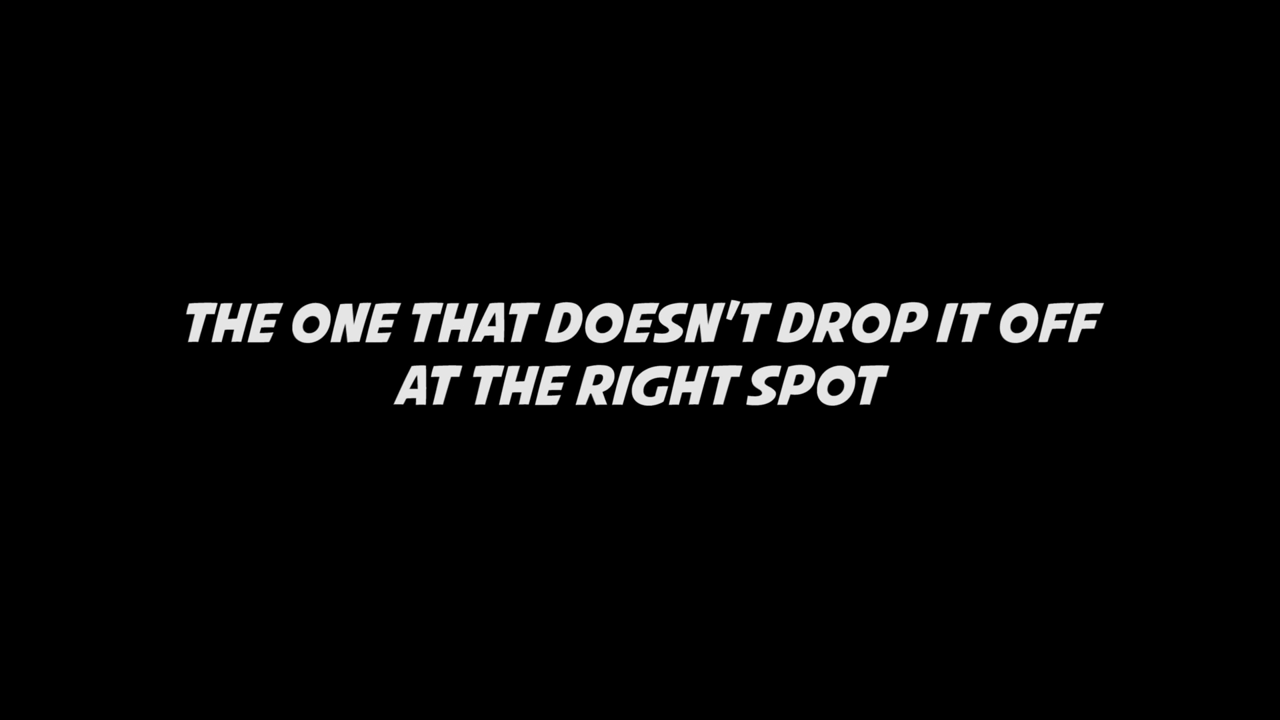 THE ONE THAT DOESN'T DROP IT OFF
AT THE RIGHT SPOT